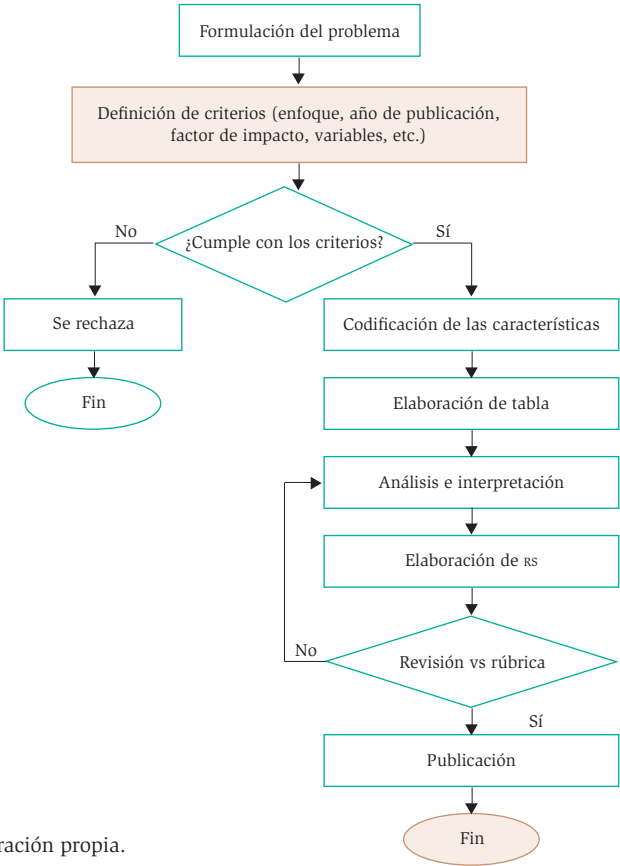 Formulación del problema
Definición de criterios (enfoque, año de publicación,
factor de impacto, variables, etc.)
¿Cumple con los criterios?
No
Sí
Se rechaza
Fin
Codificación de las características
Elaboración de tabla
Análisis e interpretación
Elaboración de RS
Revisión vs rúbrica
No
Sí
Publicación
Fin
ración propia.